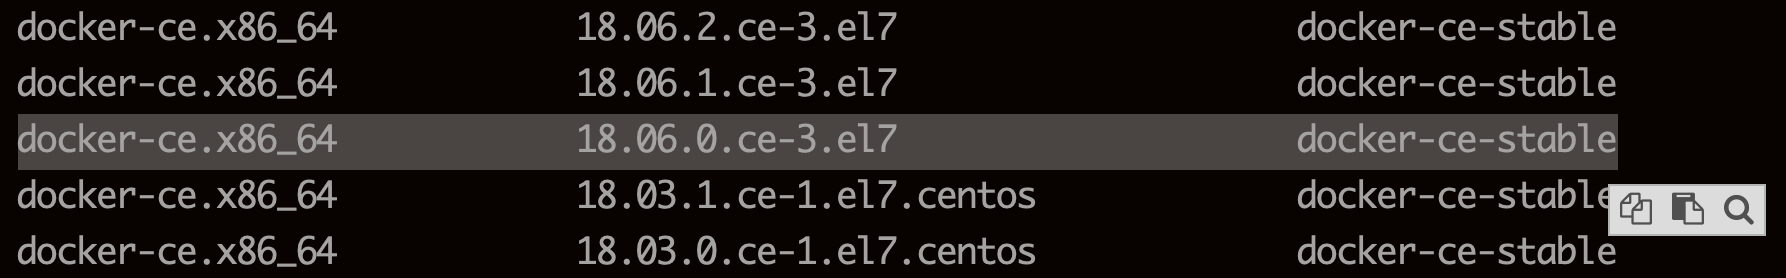 docker-ce.x86_64 18.06.2.ce-3.el7 docker-ce-stable
docker-ce.x86_64 18.06.1.ce-3.el7 docker-ce-stable
docker-ce.x86_64 18.06.0.ce-3.el7 docker-ce-stable
docker-ce.x86_64 18.03.1.ce-1.el7.centos docker-ce-stable
docker-ce.x86_64 18.03.0.ce-1.el7.centos docker-ce-stable